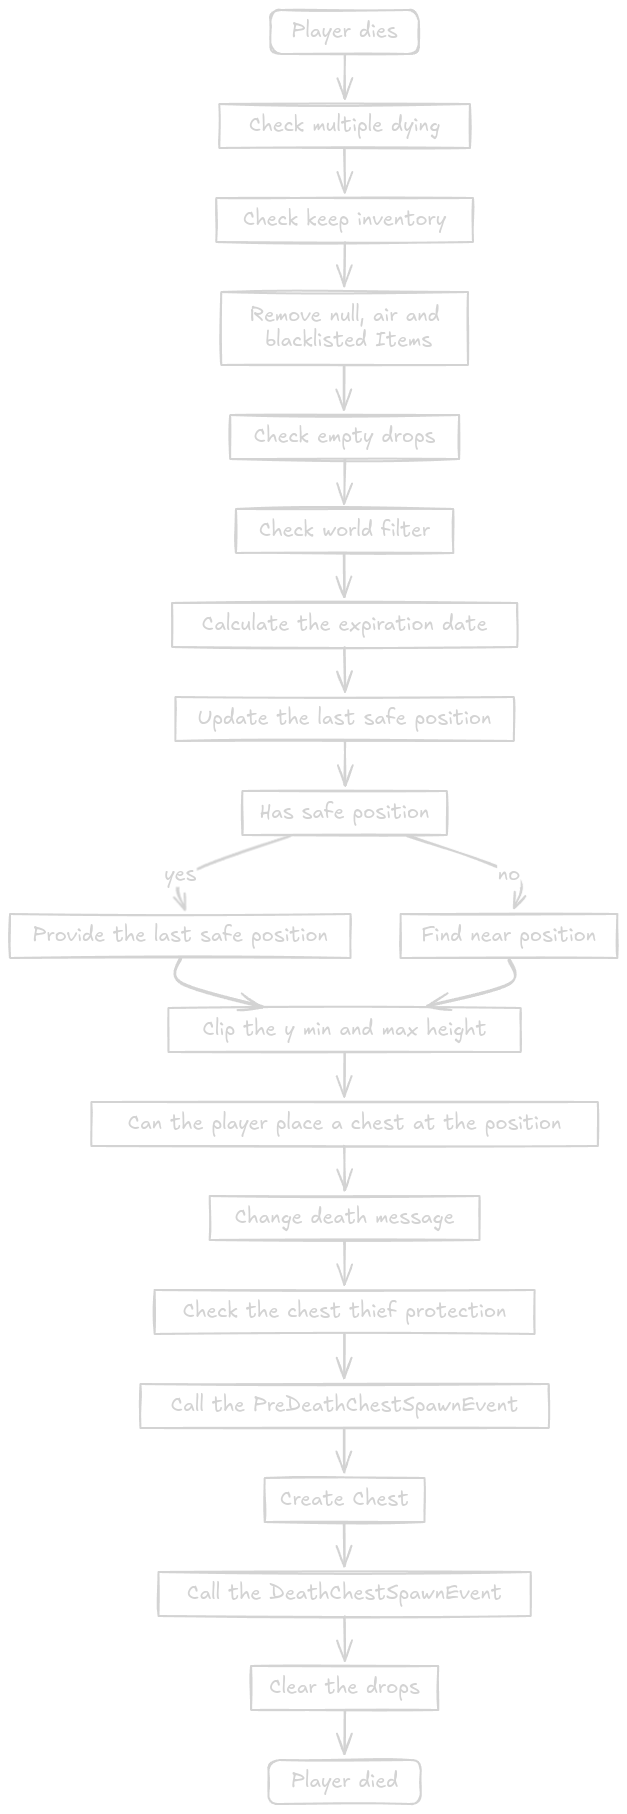 Player dies
Check multiple dying
Check keep inventory
Remove null, air and
blacklisted Items
Check empty drops
Check world filter
Calculate the expiration date
Update the last safe position
Has safe position
yes
no
Provide the last safe position
Find near position
Clip the y min and max height
Can the player place a chest at the position
Change death message
Check the chest thief protection
Call the PreDeathChestSpawnEvent
Create Chest
Call the DeathChestSpawnEvent
Clear the drops
Player died